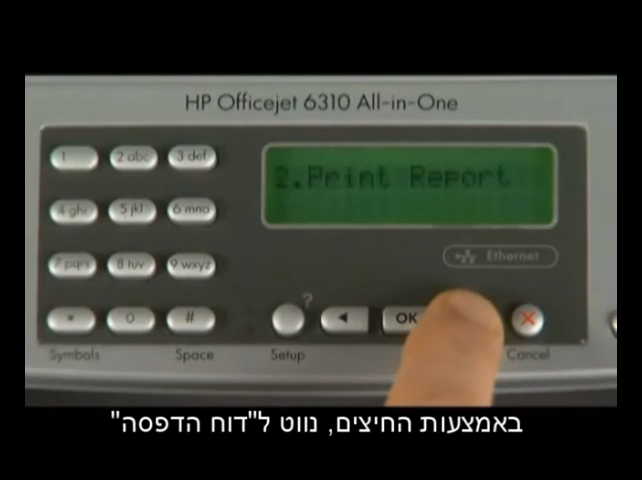 HP Officejet 6310 All-in-One
1 2 abc 3 def
2.Print Report
4 ghi 5 jkl 6 mno
Ethernet
7 pqrs 8 tuv 9 wxyz
?
* 0 # OK
Symbols Space Setup Cancel
באמצעות החיצים, נווט ל"דוח הדפסה"